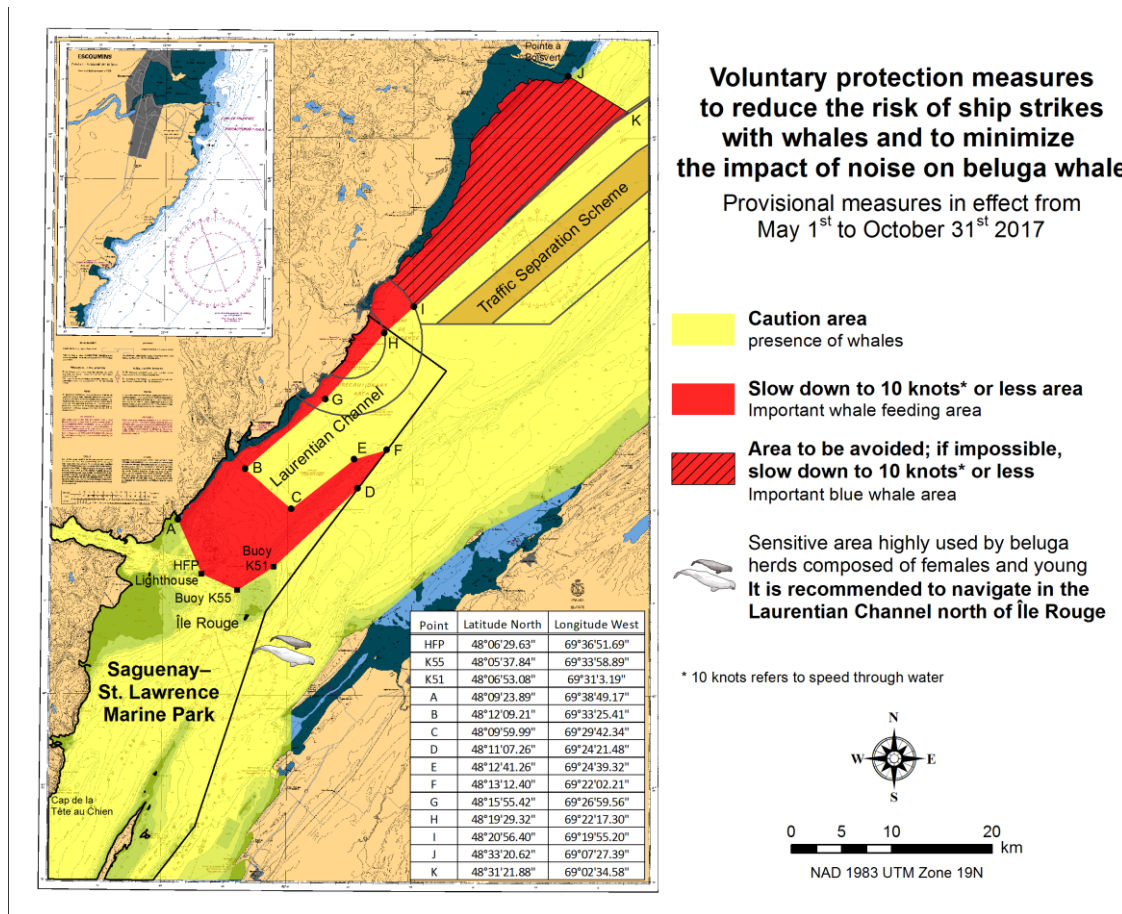 ESCOUMINS
Pointe à
Boisvert
J
K
Traffic Separation Scheme
I
H
G
Laurentian Channel
B
E
F
C
D
A
HFP
Lighthouse
Buoy
K51
Buoy K55
Île Rouge
Saguenay–
St. Lawrence
Marine Park
Cap de la
Tête au Chien
Point Latitude North Longitude West
HFP 48°06'29.63" 69°36'51.69"
K55 48°05'37.84" 69°33'58.89"
K51 48°06'53.08" 69°31'3.19"
A 48°09'23.89" 69°38'49.17"
B 48°12'09.21" 69°33'25.41"
C 48°09'59.99" 69°29'42.34"
D 48°11'07.26" 69°24'21.48"
E 48°12'41.26" 69°24'39.32"
F 48°13'12.40" 69°22'02.21"
G 48°15'55.42" 69°26'59.56"
H 48°19'29.32" 69°22'17.30"
I 48°20'56.40" 69°19'55.20"
J 48°33'20.62" 69°07'27.39"
K 48°31'21.88" 69°02'34.58"
Voluntary protection measures
to reduce the risk of ship strikes
with whales and to minimize
the impact of noise on beluga whale
Provisional measures in effect from
May 1st to October 31st 2017
Caution area
presence of whales
Slow down to 10 knots* or less area
Important whale feeding area
Area to be avoided; if impossible,
slow down to 10 knots* or less
Important blue whale area
Sensitive area highly used by beluga
herds composed of females and young
It is recommended to navigate in the
Laurentian Channel north of Île Rouge
* 10 knots refers to speed through water
N
W E
S
0 5 10 20
km
NAD 1983 UTM Zone 19N